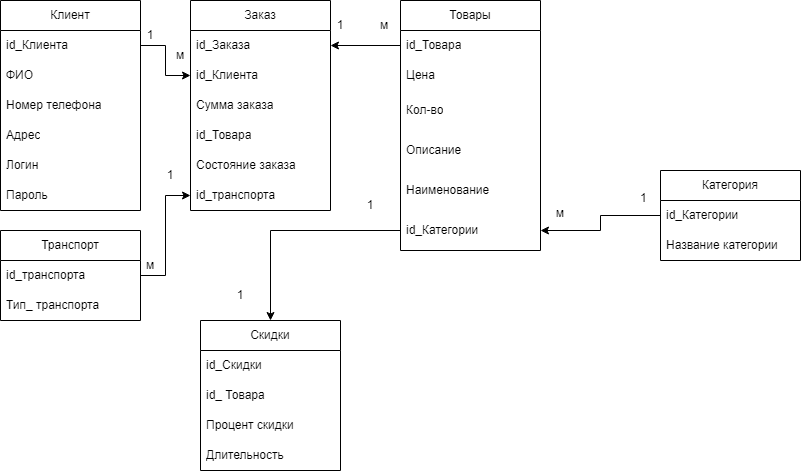 Клиент
id_Клиента
ФИО
Номер телефона
Адрес
Логин
Пароль
1
м
Заказ
id_Заказа
id_Клиента
Сумма заказа
id_Товара
Состояние заказа
id_транспорта
1
м
Товары
id_Товара
Цена
Кол-во
Описание
Наименование
id_Категории
м
1
Категория
id_Категории
Название категории
Транспорт
id_транспорта
Тип_ транспорта
1
м
1
1
Скидки
id_Скидки
id_ Товара
Процент скидки
Длительность